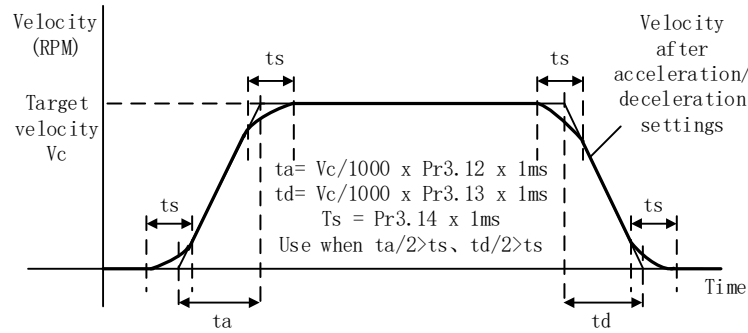 Velocity
(RPM)
ts
ts
Velocity
after
acceleration/
deceleration
settings
Target
velocity
Vc
ta= Vc/1000 x Pr3.12 x 1ms
td= Vc/1000 x Pr3.13 x 1ms
Ts = Pr3.14 x 1ms
Use when ta/2>ts、td/2>ts
ts
ts
Time
ta
td